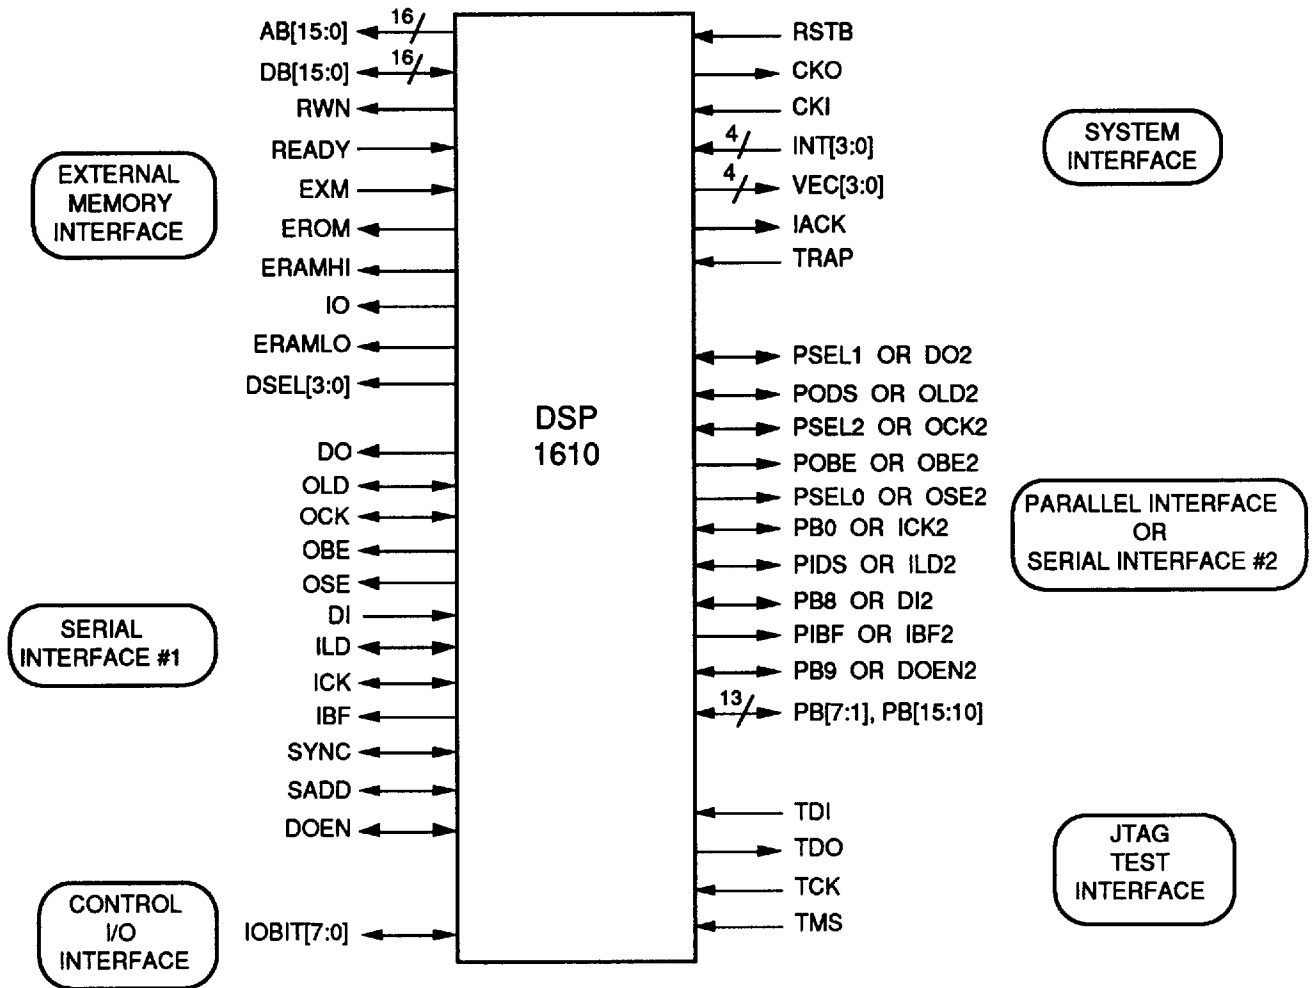 AB[15:0] 16
DB[15:0] 16
RWN
READY
EXM
EROM
ERAMHI
IO
ERAMLO
DSEL[3:0]
EXTERNAL
MEMORY
INTERFACE
DO
OLD
OCK
OBE
OSE
DI
ILD
ICK
IBF
SYNC
SADD
DOEN
SERIAL
INTERFACE #1
IOBIT[7:0]
CONTROL
I/O
INTERFACE
DSP
1610
RSTB
CKO
CKI
4 INT[3:0]
4 VEC[3:0]
IACK
TRAP
SYSTEM
INTERFACE
PSEL1 OR DO2
PODS OR OLD2
PSEL2 OR OCK2
POBE OR OBE2
PSEL0 OR OSE2
PB0 OR ICK2
PIDS OR ILD2
PB8 OR DI2
PIBF OR IBF2
PB9 OR DOEN2
13 PB[7:1], PB[15:10]
PARALLEL INTERFACE
OR
SERIAL INTERFACE #2
TDI
TDO
TCK
TMS
JTAG
TEST
INTERFACE